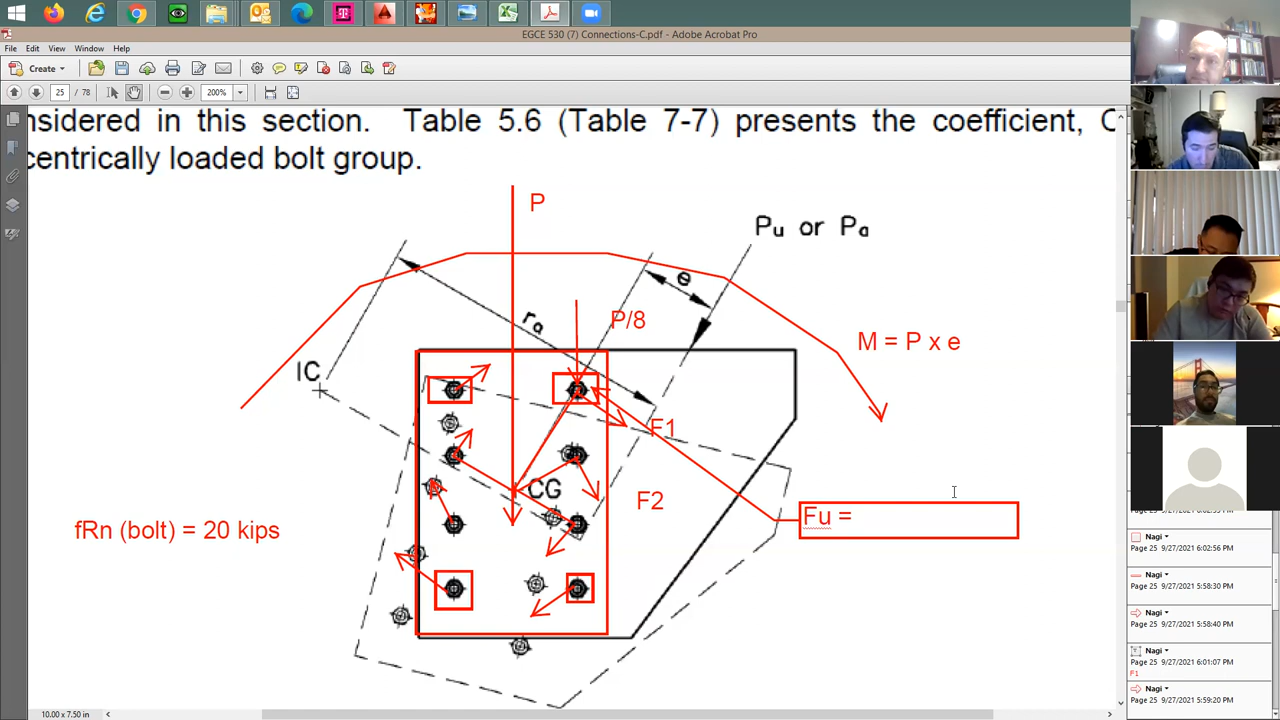 EGCE 530 (7) Connections-C.pdf - Adobe Acrobat Pro
File Edit View Window Help
Create
25 / 78
200%
nsidered in this section. Table 5.6 (Table 7-7) presents the coefficient, C
centrically loaded bolt group.
P
Pu or Pa
e
ra
P/8
M = P x e
IC
F1
CG
F2
Fu =
fRn (bolt) = 20 kips
Nagi
Page 25 9/27/2021 6:02:56 PM
Nagi
Page 25 9/27/2021 5:58:30 PM
Nagi
Page 25 9/27/2021 5:58:40 PM
Nagi
Page 25 9/27/2021 6:01:07 PM
F1
Nagi
Page 25 9/27/2021 5:59:20 PM
10.00 x 7.50 in